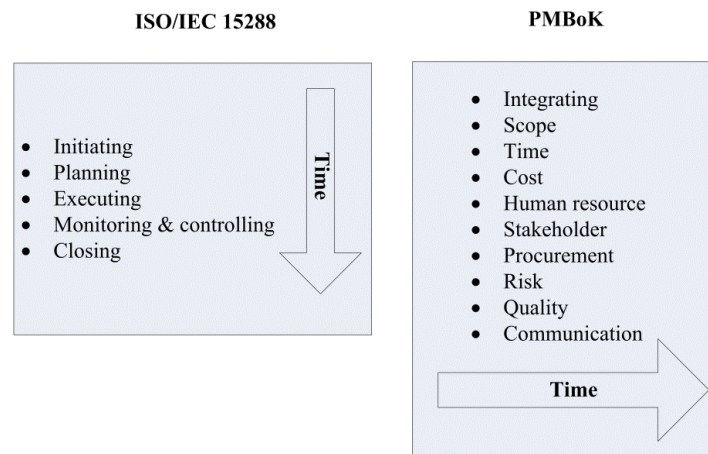 ISO/IEC 15288
• Initiating
• Planning
• Executing
• Monitoring & controlling
• Closing
Time
PMBoK
• Integrating
• Scope
• Time
• Cost
• Human resource
• Stakeholder
• Procurement
• Risk
• Quality
• Communication
Time